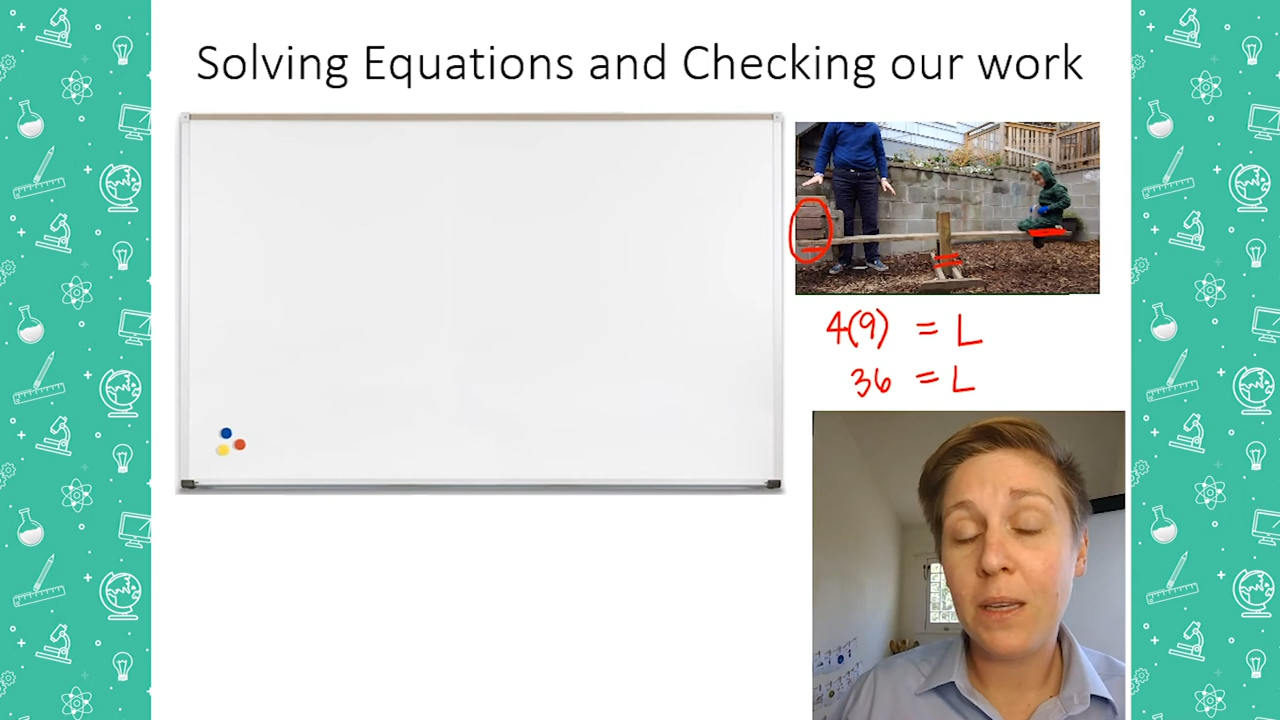 Solving Equations and Checking our work
4(9) = L
36 = L